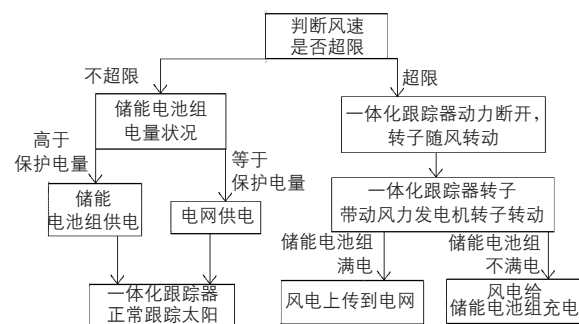 判断风速
是否超限
不超限
超限
储能电池组
电量状况
一体化跟踪器动力断开，
转子随风转动
高于
保护电量
等于
保护电量
储能
电池组供电
电网供电
一体化跟踪器转子
带动风力发电机转子转动
储能电池组
满电
储能电池组
不满电
一体化跟踪器
正常跟踪太阳
风电上传到电网
风电给
储能电池组充电